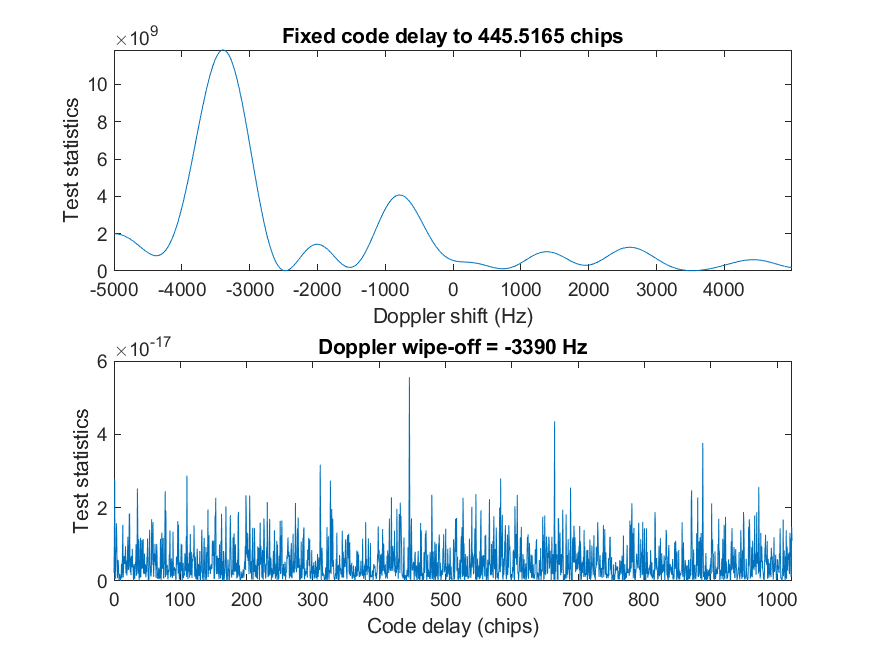 ×10^9
Fixed code delay to 445.5165 chips
Test statistics
10
8
6
4
2
0
-5000 -4000 -3000 -2000 -1000 0 1000 2000 3000 4000
Doppler shift (Hz)
×10^-17
Doppler wipe-off = -3390 Hz
Test statistics
6
4
2
0
0 100 200 300 400 500 600 700 800 900 1000
Code delay (chips)